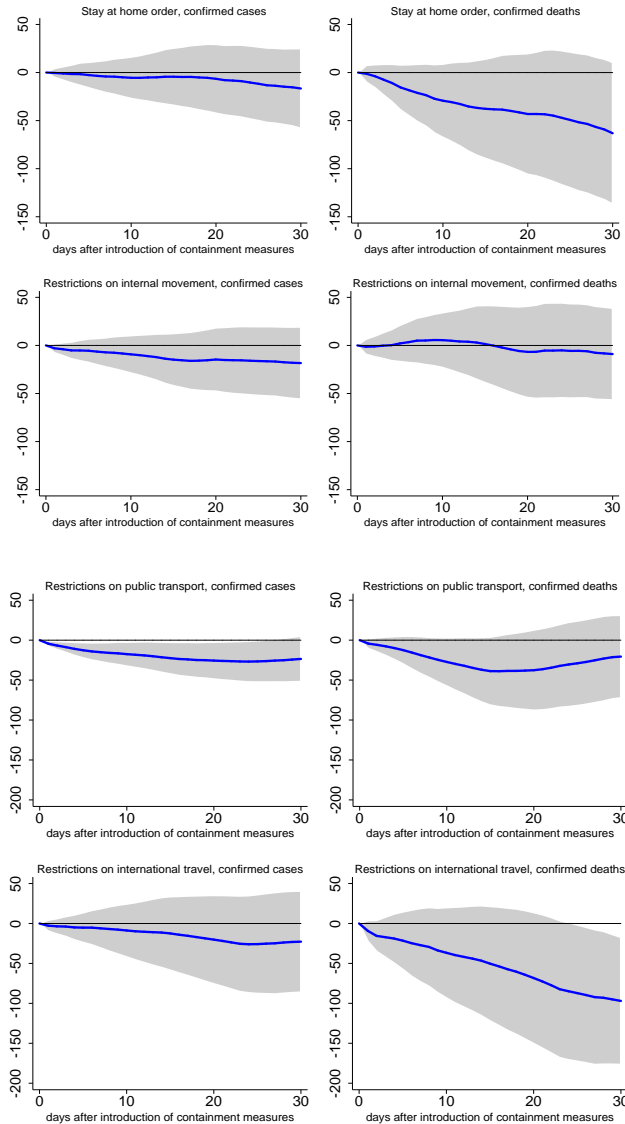 Stay at home order, confirmed cases
50
0
-50
-100
-150
0 10 20 30
days after introduction of containment measures
Stay at home order, confirmed deaths
50
0
-50
-100
-150
0 10 20 30
days after introduction of containment measures
Restrictions on internal movement, confirmed cases
50
0
-50
-100
-150
0 10 20 30
days after introduction of containment measures
Restrictions on internal movement, confirmed deaths
50
0
-50
-100
-150
0 10 20 30
days after introduction of containment measures
Restrictions on public transport, confirmed cases
50
0
-50
-100
-150
-200
0 10 20 30
days after introduction of containment measures
Restrictions on public transport, confirmed deaths
50
0
-50
-100
-150
-200
0 10 20 30
days after introduction of containment measures
Restrictions on international travel, confirmed cases
50
0
-50
-100
-150
-200
0 10 20 30
days after introduction of containment measures
Restrictions on international travel, confirmed deaths
50
0
-50
-100
-150
-200
0 10 20 30
days after introduction of containment measures